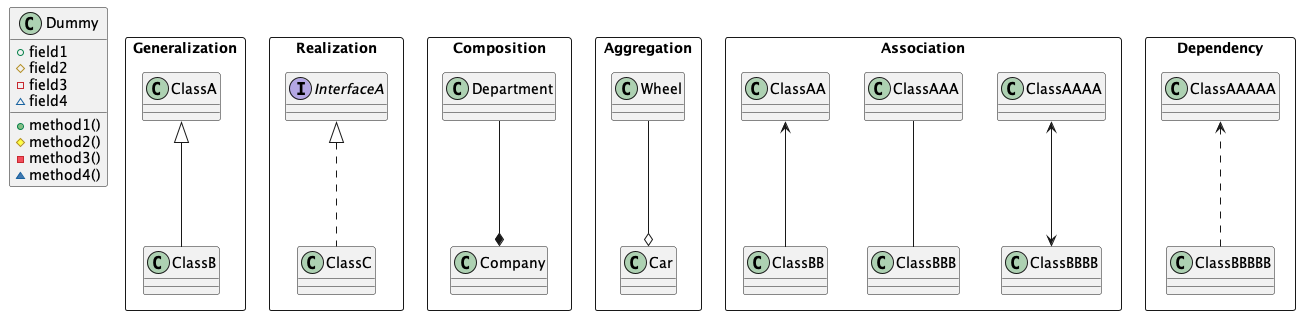 C Dummy
field1
field2
field3
field4
method1()
method2()
method3()
method4()
Generalization
C ClassA
C ClassB
Realization
I InterfaceA
C ClassC
Composition
C Department
C Company
Aggregation
C Wheel
C Car
Association
C ClassAA
C ClassAAA
C ClassAAAA
C ClassBB
C ClassBBB
C ClassBBBB
Dependency
C ClassAAAAA
C ClassBBBBB